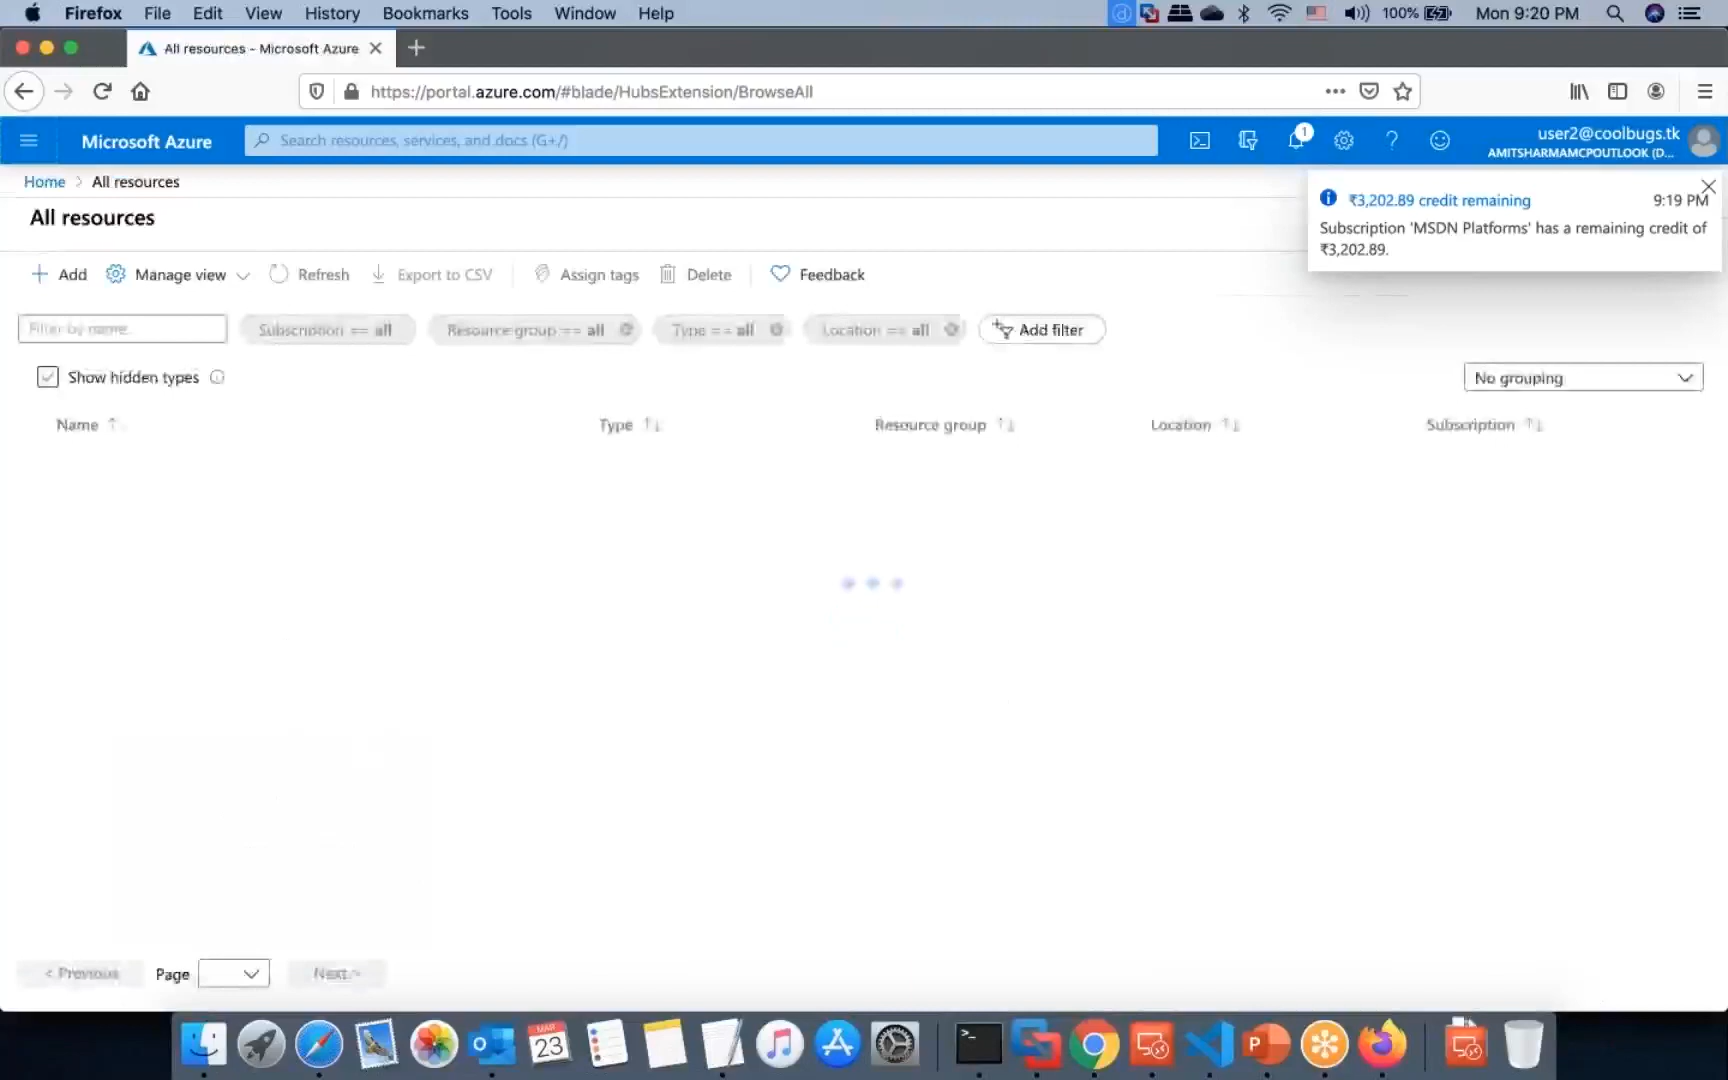 Firefox File Edit View History Bookmarks Tools Window Help 100% Mon 9:20 PM
All resources - Microsoft Azure
https://portal.azure.com/#blade/HubsExtension/BrowseAll
Microsoft Azure Search resources, services, and docs (G+/) 1 user2@coolbugs.tk
AMITSHARMAMCPOUTLOOK (D...
Home > All resources
All resources
₹3,202.89 credit remaining 9:19 PM
Subscription 'MSDN Platforms' has a remaining credit of
₹3,202.89.
Add Manage view Refresh Export to CSV Assign tags Delete Feedback
Filter by name... Subscription == all Resource group == all Type == all Location == all Add filter
Show hidden types No grouping
Name Type Resource group Location Subscription
< Previous Page Next >
MAR
23